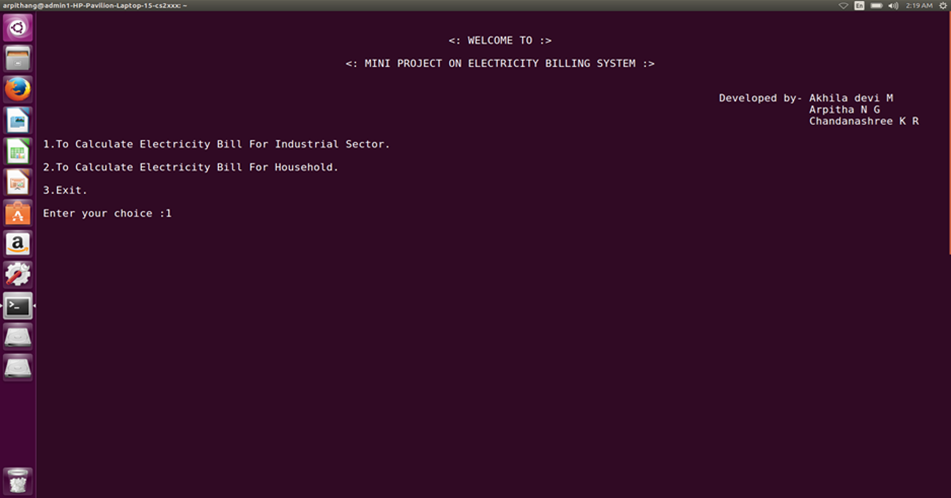 arpithang@admin1-HP-Pavilion-Laptop-15-cs2xxx: ~
En
2:19 AM
<: WELCOME TO :>
<: MINI PROJECT ON ELECTRICITY BILLING SYSTEM :>
Developed by- Akhila devi M
Arpitha N G
Chandanashree K R
1.To Calculate Electricity Bill For Industrial Sector.
2.To Calculate Electricity Bill For Household.
3.Exit.
Enter your choice :1